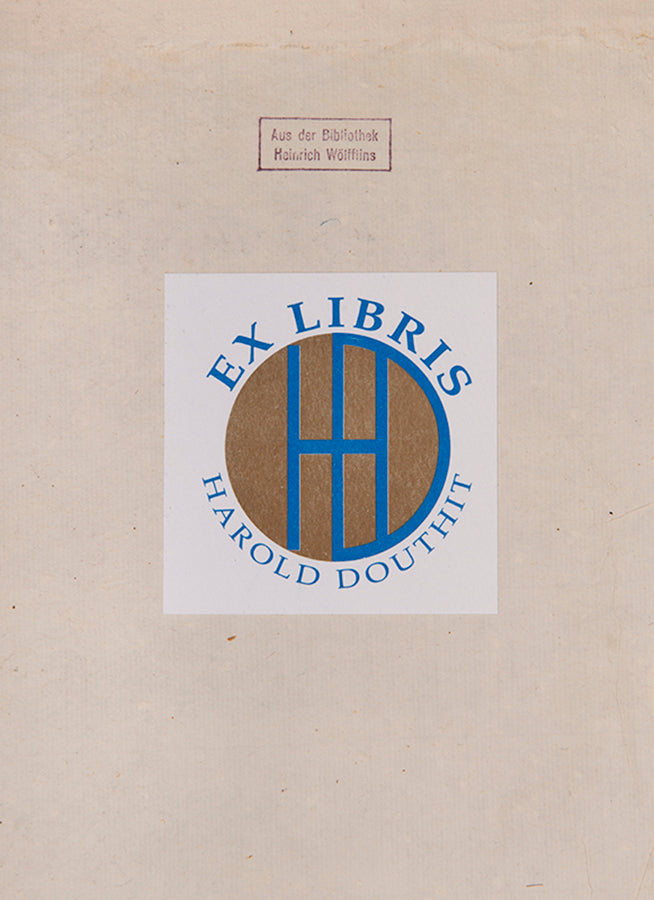 Aus der Bibliothek
Heinrich Wölfflins
EX LIBRIS
HD
HAROLD DOUTHIT